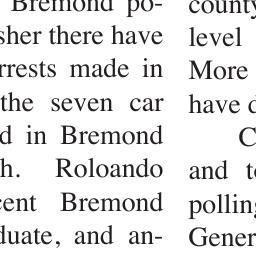 Bremond po-
sher there have
rrests made in
the seven car
d in Bremond
h. Roloando
cent Bremond
duate, and an-
county
level
More
have d
C
and t
polling
Gener